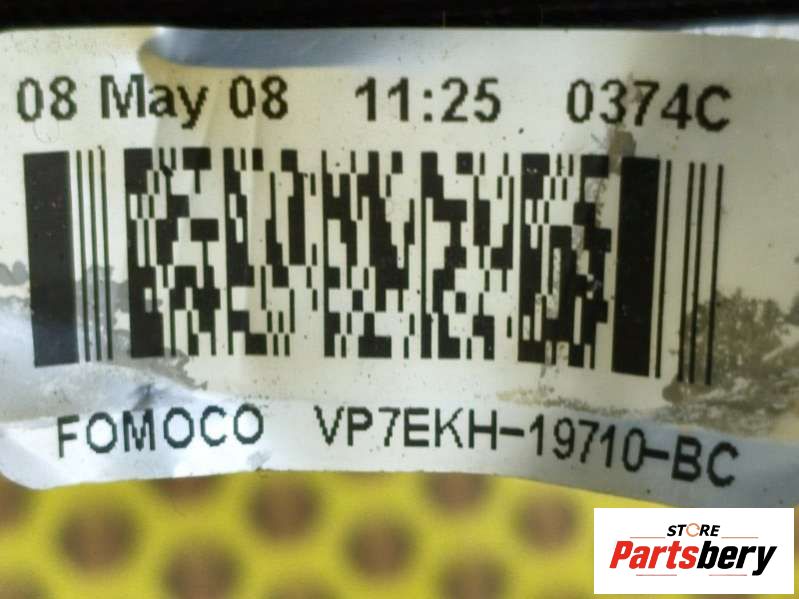 08 May 08 11:25 0374C
FOMOCO VP7EKH-19710-BC
STORE
Partsbery